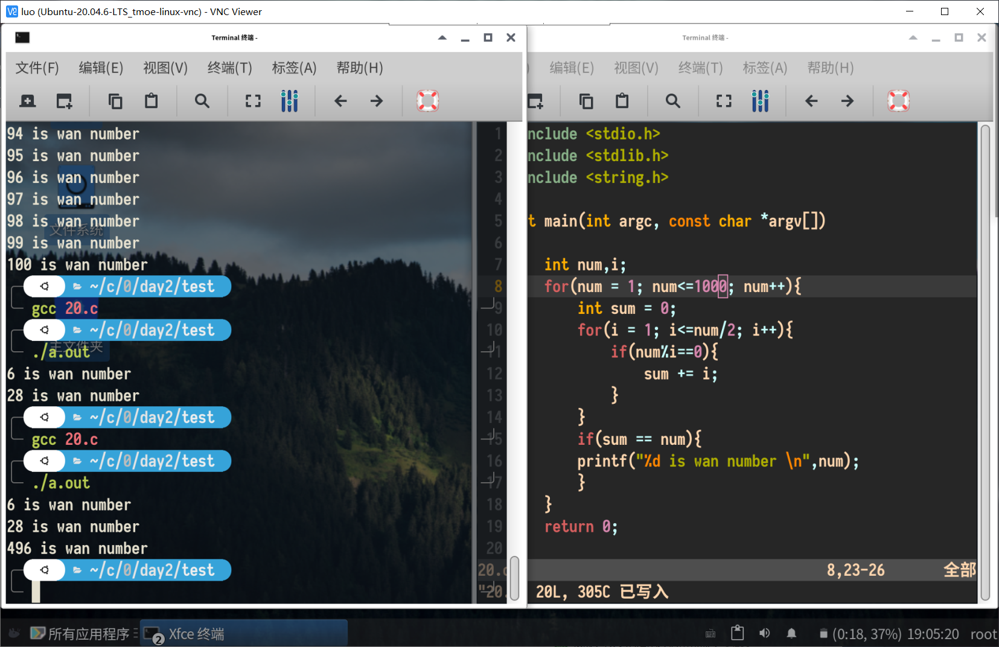 luo (Ubuntu-20.04.6-LTS_tmoe-linux-vnc) - VNC Viewer
Terminal 终端 -
文件(F) 编辑(E) 视图(V) 终端(T) 标签(A) 帮助(H)
94 is wan number
95 is wan number
96 is wan number
97 is wan number
98 is wan number
文件系统
99 is wan number
100 is wan number
~/c/0/day2/test
gcc 20.c
~/c/0/day2/test
主文件夹
./a.out
6 is wan number
28 is wan number
~/c/0/day2/test
gcc 20.c
~/c/0/day2/test
./a.out
6 is wan number
28 is wan number
496 is wan number
~/c/0/day2/test
Terminal 终端 -
) 编辑(E) 视图(V) 终端(T) 标签(A) 帮助(H)
1 nclude <stdio.h>
2 nclude <stdlib.h>
3 nclude <string.h>
4
5 t main(int argc, const char *argv[])
6
7 int num,i;
8 for(num = 1; num<=1000; num++){
9 int sum = 0;
10 for(i = 1; i<=num/2; i++){
11 if(num%i==0){
12 sum += i;
13 }
14 }
15 if(sum == num){
16 printf("%d is wan number \n",num);
17 }
18 }
19 return 0;
20
20.c 8,23-26 全部
"20. 20L, 305C 已写入
所有应用程序 2 Xfce 终端 (0:18, 37%) 19:05:20 root